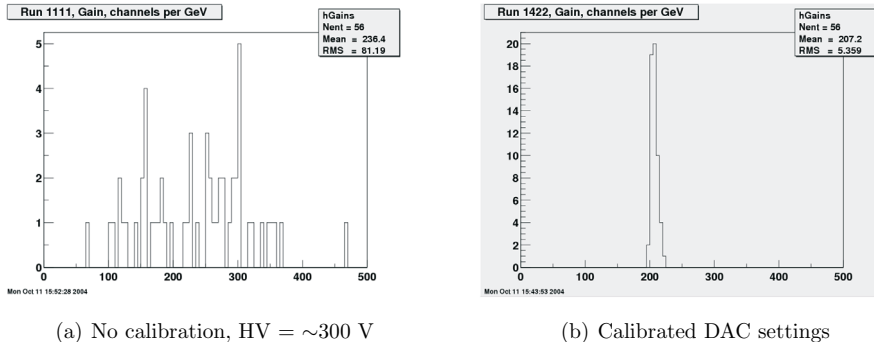 Run 1111, Gain, channels per GeV
hGains
Nent = 56
Mean = 236.4
RMS = 81.19
5
4
3
2
1
0
0 100 200 300 400 500
Mon Oct 11 15:52:28 2004
(a) No calibration, HV = ∼300 V
Run 1422, Gain, channels per GeV
hGains
Nent = 56
Mean = 207.2
RMS = 5.359
20
18
16
14
12
10
8
6
4
2
0
0 100 200 300 400 500
Mon Oct 11 15:43:53 2004
(b) Calibrated DAC settings